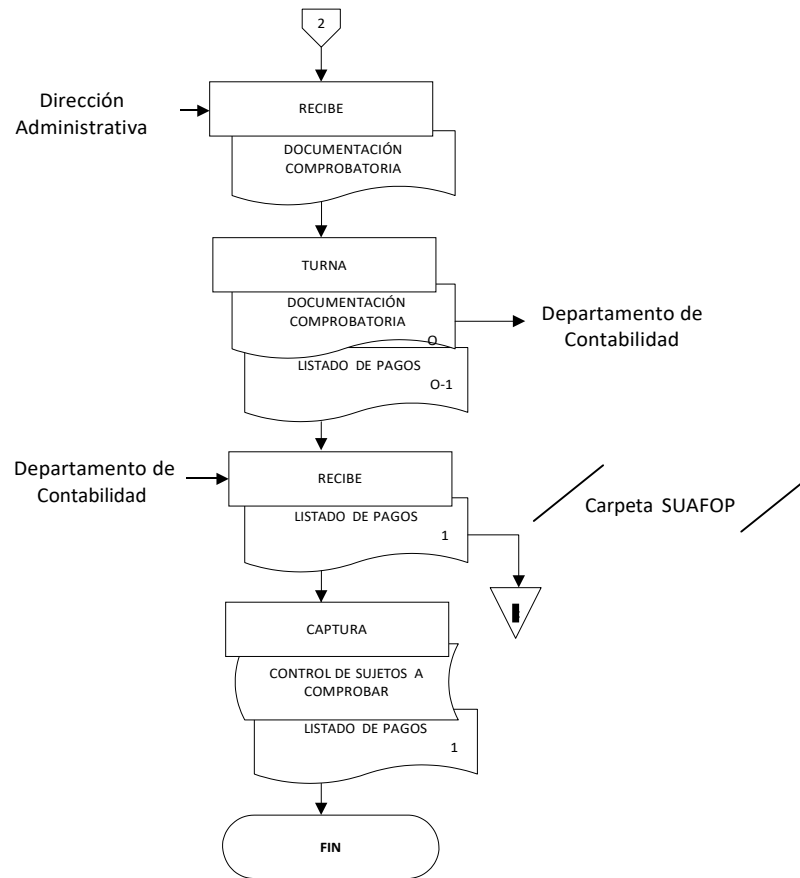 2
Dirección
Administrativa
RECIBE
DOCUMENTACIÓN
COMPROBATORIA
TURNA
DOCUMENTACIÓN
COMPROBATORIA
O
Departamento de
Contabilidad
LISTADO DE PAGOS
O-1
Departamento de
Contabilidad
RECIBE
LISTADO DE PAGOS
1
Carpeta SUAFOP
CAPTURA
CONTROL DE SUJETOS A
COMPROBAR
LISTADO DE PAGOS
1
FIN